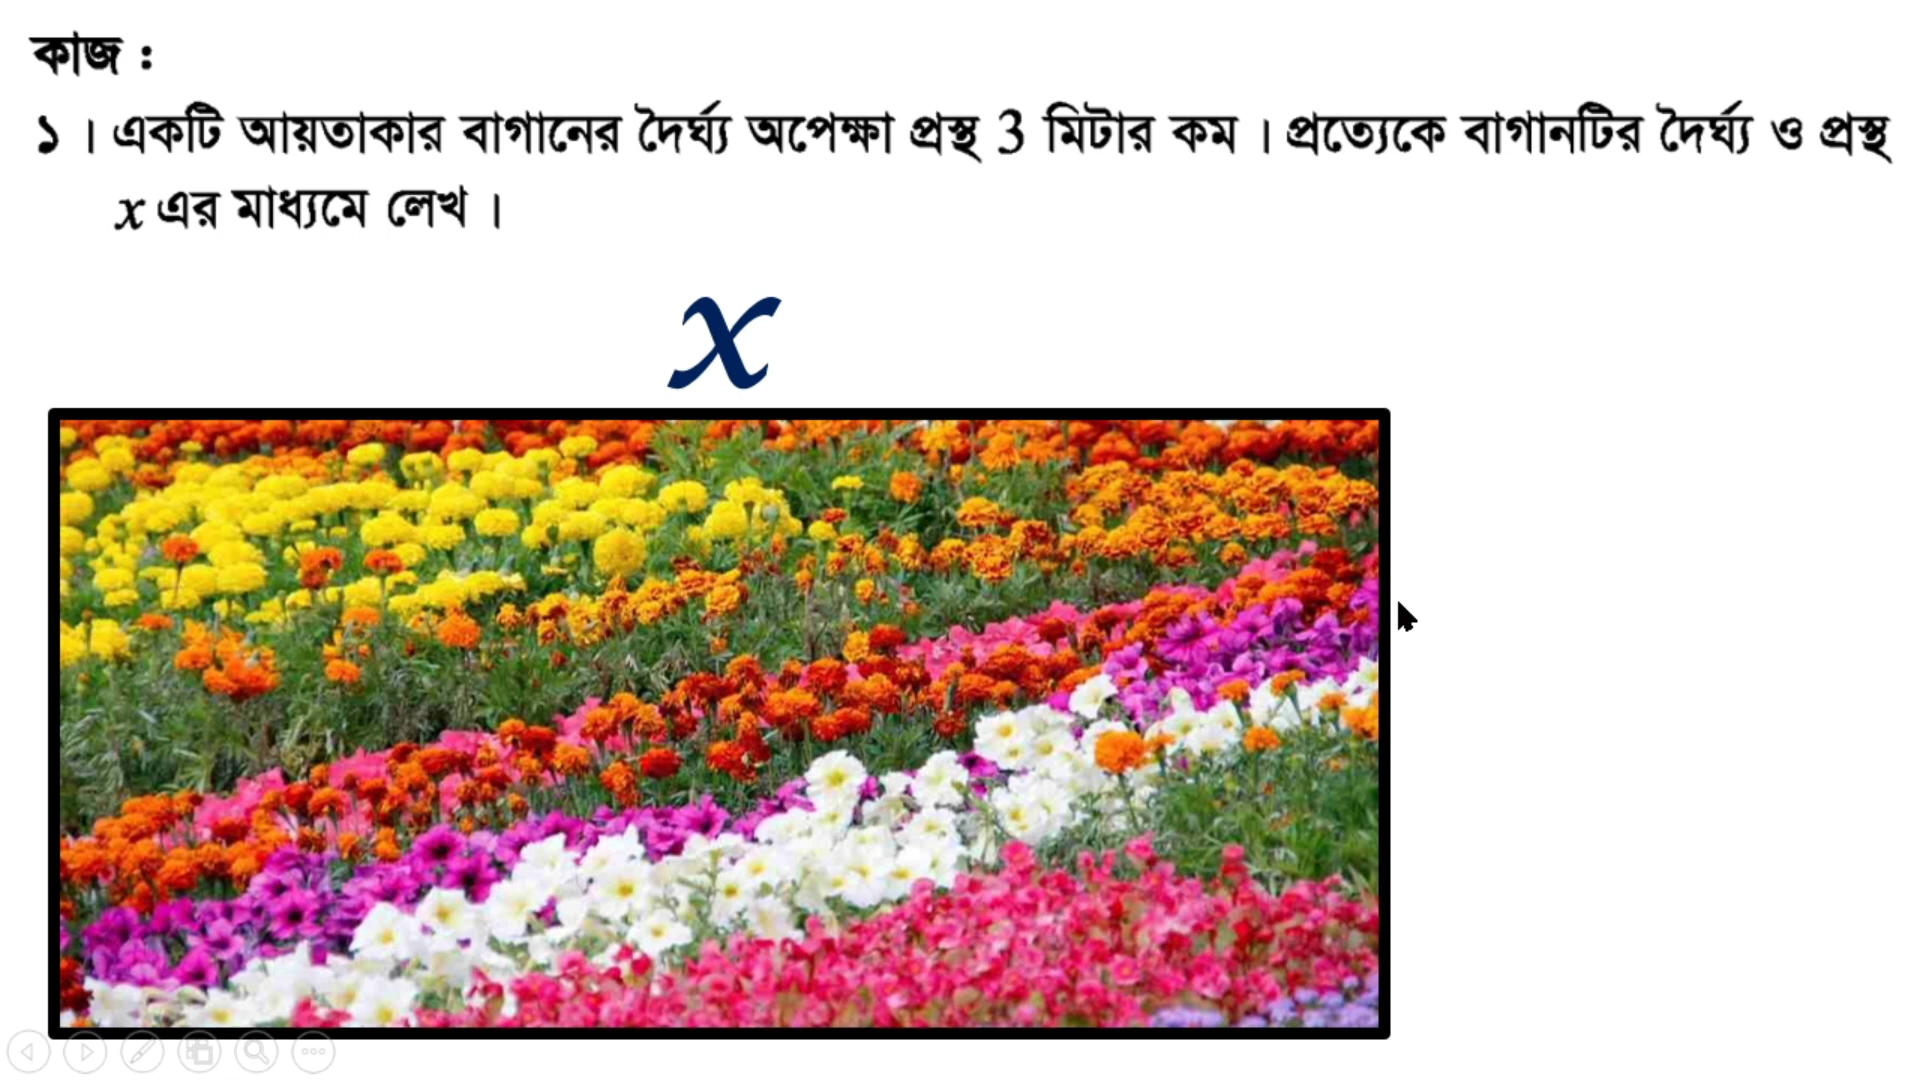 কাজ :
১। একটি আয়তাকার বাগানের দৈর্ঘ্য অপেক্ষা প্রস্থ 3 মিটার কম। প্রত্যেকে বাগানটির দৈর্ঘ্য ও প্রস্থ
x এর মাধ্যমে লেখ।
x